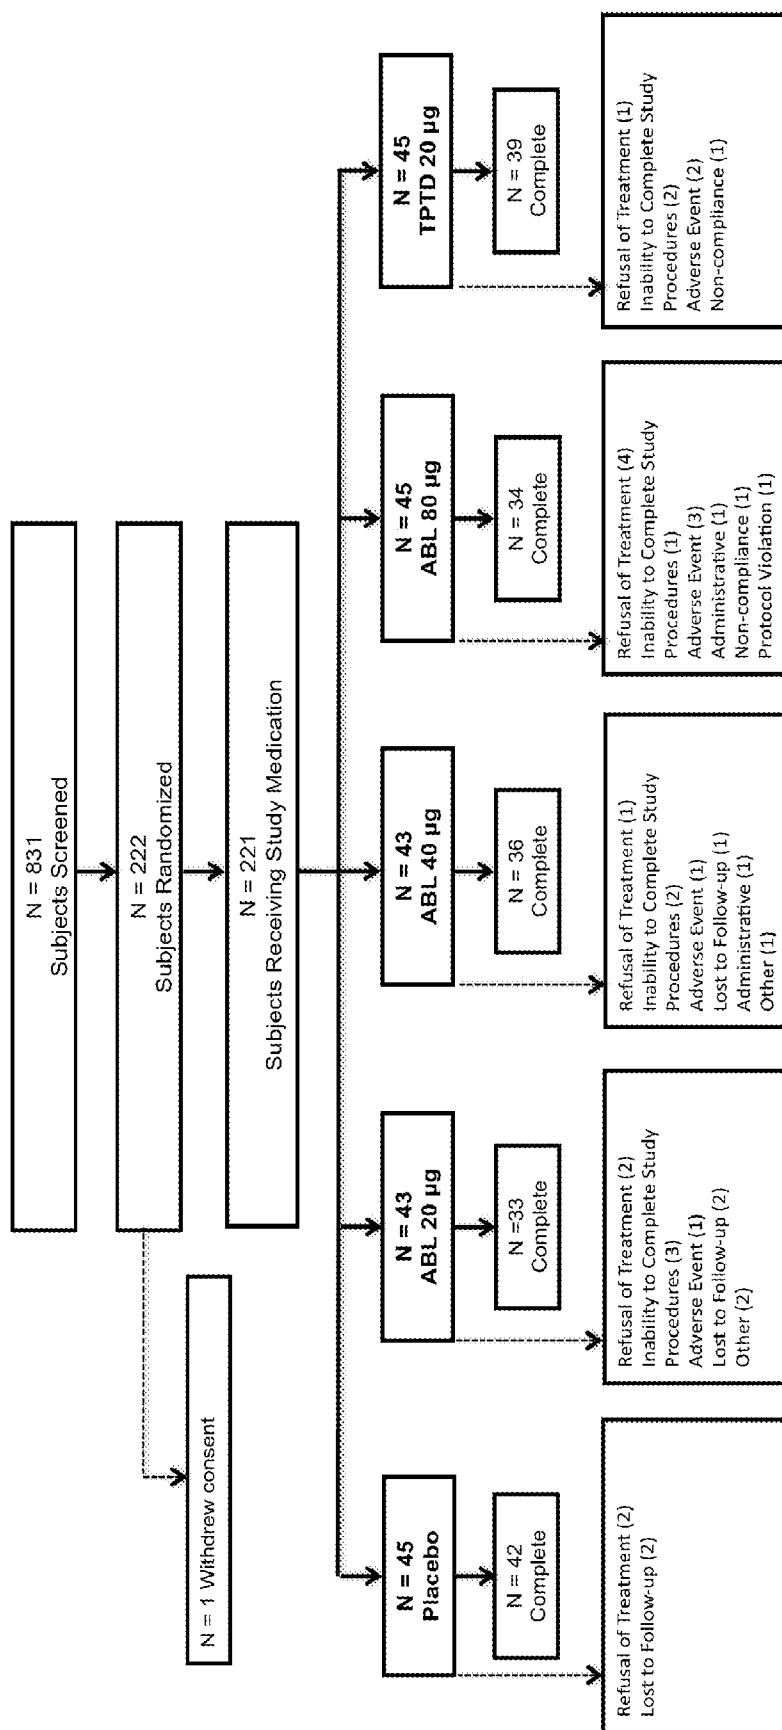 N = 831
Subjects Screened
N = 222
Subjects Randomized
N = 1 Withdrew consent
N = 221
Subjects Receiving Study Medication
N = 45
Placebo
N = 43
ABL 20 µg
N = 43
ABL 40 µg
N = 45
ABL 80 µg
N = 45
TPTD 20 µg
N = 42
Complete
N =33
Complete
N = 36
Complete
N = 34
Complete
N = 39
Complete
Refusal of Treatment (2)
Lost to Follow-up (2)
Refusal of Treatment (2)
Inability to Complete Study
Procedures (3)
Adverse Event (1)
Lost to Follow-up (2)
Other (2)
Refusal of Treatment (1)
Inability to Complete Study
Procedures (2)
Adverse Event (1)
Lost to Follow-up (1)
Administrative (1)
Other (1)
Refusal of Treatment (4)
Inability to Complete Study
Procedures (1)
Adverse Event (3)
Administrative (1)
Non-compliance (1)
Protocol Violation (1)
Refusal of Treatment (1)
Inability to Complete Study
Procedures (2)
Adverse Event (2)
Non-compliance (1)